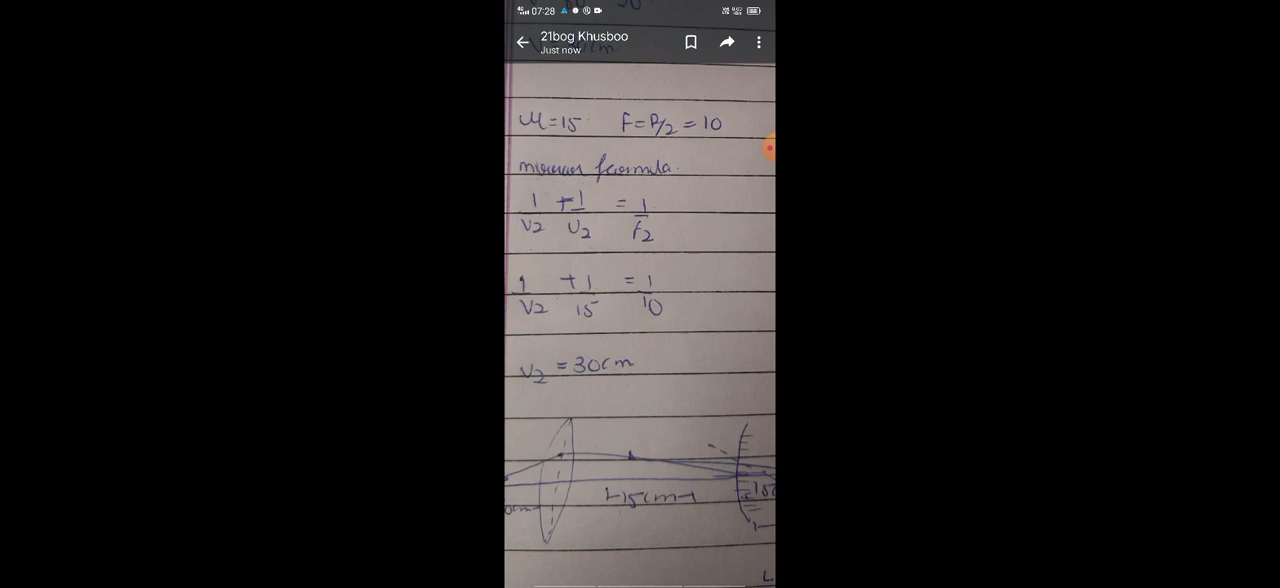 07:28
21bog Khusboo
Just now
cm.
u=15 F=R/2=10
mirror formula.
1/V2 + 1/U2 = 1/F2
1/V2 + 1/15 = 1/10
V2 = 30cm
15cm